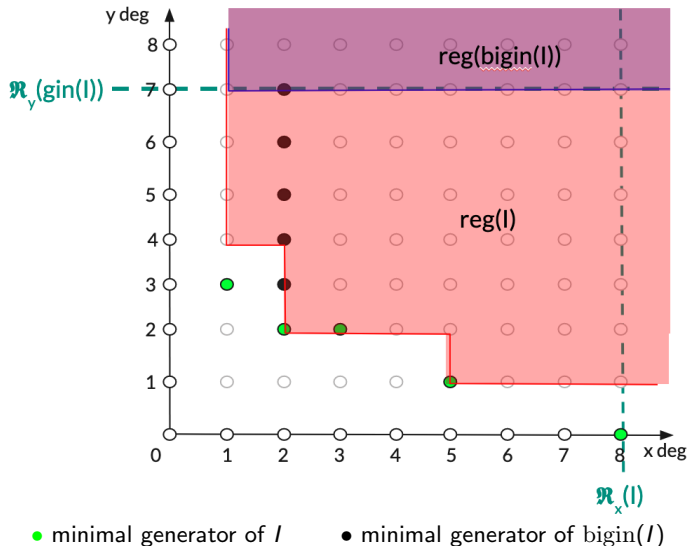 y deg
8
reg(bigin(I))
ℜy(gin(I))
7
6
5
reg(I)
4
3
2
1
0 1 2 3 4 5 6 7 8 x deg
ℜx(I)
minimal generator of I minimal generator of bigin(I)